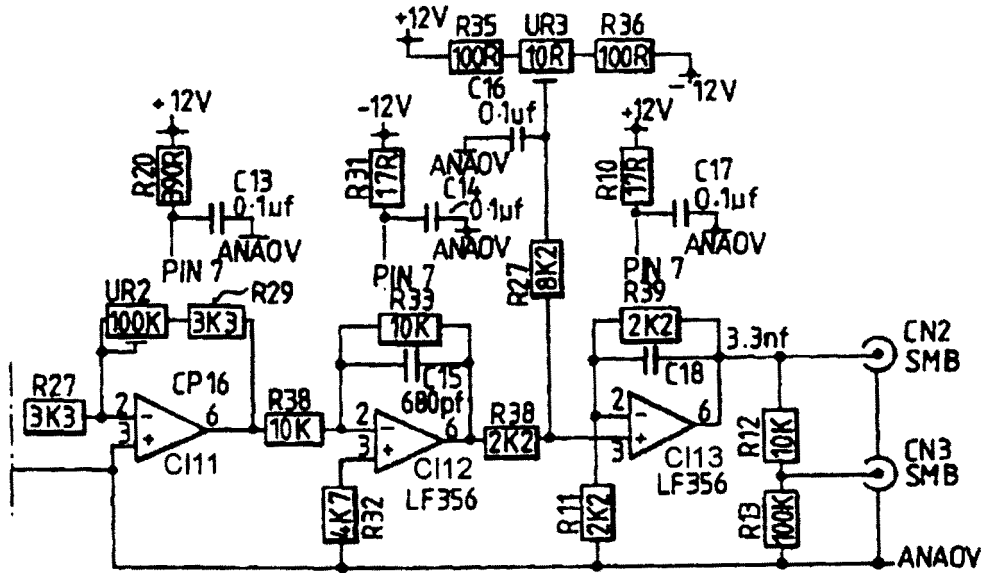 +12V R35 UR3 R36
100R 10R 100R
-12V
C16
0.1uf
+12V -12V +12V
R20 390R
R31 17R
ANA0V
R10 17R
C13
0.1uf
C14
0.1uf
C17
0.1uf
ANA0V ANA0V ANA0V
PIN 7 PIN 7 R27 8K2 PIN 7
UR2 R29 R33 R39
100K 3K3 10K 2K2
3.3nf CN2
SMB
R27 CP16 C15 C18
3K3 2 - 6 R38 680pf R38 2 - 6
3 + 10K 2 - 6 2K2 3 +
CI11 3 + CI12 CI13
LF356 LF356
R12 10K
CN3
SMB
4K7 R32
R11 2K2
R13 100K
ANA0V